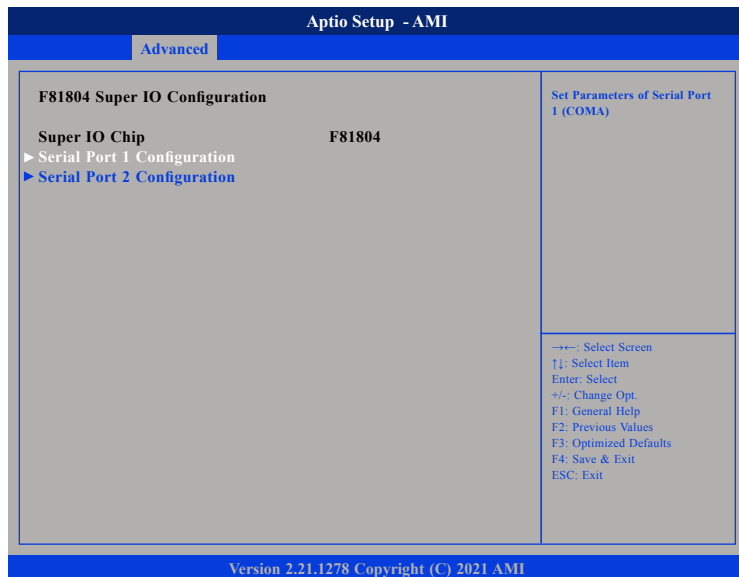 Aptio Setup - AMI
Advanced
F81804 Super IO Configuration
Super IO Chip F81804
►Serial Port 1 Configuration
►Serial Port 2 Configuration
Set Parameters of Serial Port
1 (COMA)
→←: Select Screen
↑↓: Select Item
Enter: Select
+/-: Change Opt.
F1: General Help
F2: Previous Values
F3: Optimized Defaults
F4: Save & Exit
ESC: Exit
Version 2.21.1278 Copyright (C) 2021 AMI